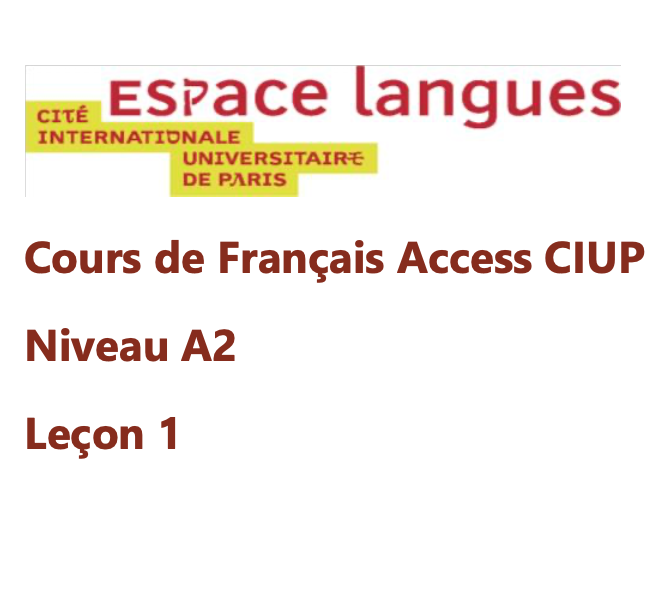 Espace langues
CITÉ
INTERNATIONALE
UNIVERSITAIRE
DE PARIS
Cours de Français Access CIUP
Niveau A2
Leçon 1